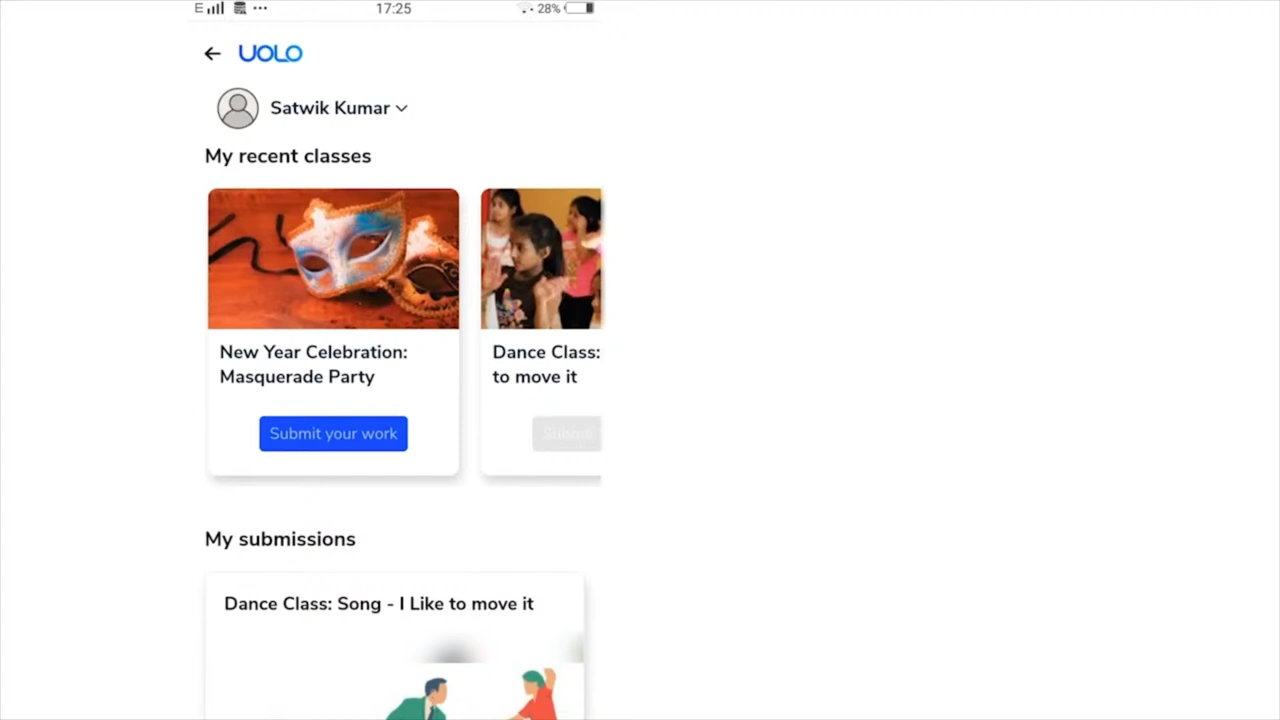 E 17:25 28%
UOLO
Satwik Kumar
My recent classes
New Year Celebration:
Masquerade Party
Submit your work
Dance Class:
to move it
Submit
My submissions
Dance Class: Song - I Like to move it